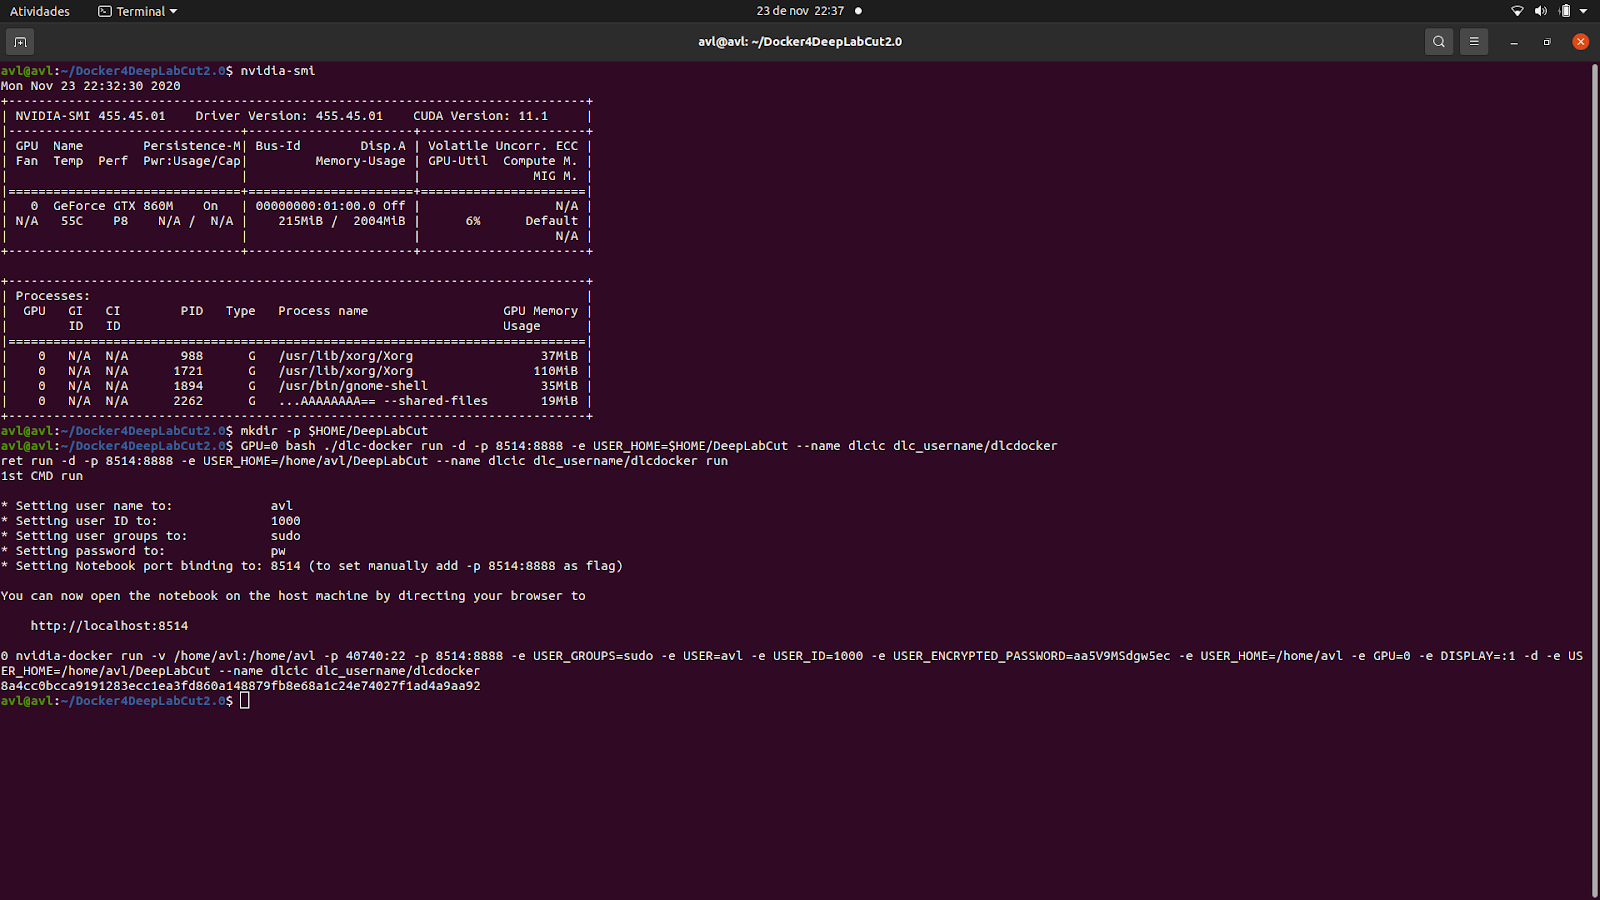 Atividades Terminal 23 de nov 22:37
avl@avl: ~/Docker4DeepLabCut2.0
avl@avl:~/Docker4DeepLabCut2.0$ nvidia-smi
Mon Nov 23 22:32:30 2020
+-----------------------------------------------------------------------------+
| NVIDIA-SMI 455.45.01    Driver Version: 455.45.01    CUDA Version: 11.1     |
|-------------------------------+----------------------+----------------------+
| GPU  Name        Persistence-M| Bus-Id        Disp.A | Volatile Uncorr. ECC |
| Fan  Temp  Perf  Pwr:Usage/Cap|         Memory-Usage | GPU-Util  Compute M. |
|                               |                      |               MIG M. |
|===============================+======================+======================|
|   0  GeForce GTX 860M    On   | 00000000:01:00.0 Off |                  N/A |
| N/A   55C    P8    N/A /  N/A |    215MiB /  2004MiB |      6%      Default |
|                               |                      |                  N/A |
+-------------------------------+----------------------+----------------------+
+-----------------------------------------------------------------------------+
| Processes:                                                                  |
|  GPU   GI   CI        PID   Type   Process name                  GPU Memory |
|        ID   ID                                                   Usage      |
|=============================================================================|
|    0   N/A  N/A       988      G   /usr/lib/xorg/Xorg                 37MiB |
|    0   N/A  N/A      1721      G   /usr/lib/xorg/Xorg                110MiB |
|    0   N/A  N/A      1894      G   /usr/bin/gnome-shell               35MiB |
|    0   N/A  N/A      2262      G   ...AAAAAAAA== --shared-files       19MiB |
+-----------------------------------------------------------------------------+
avl@avl:~/Docker4DeepLabCut2.0$ mkdir -p $HOME/DeepLabCut
avl@avl:~/Docker4DeepLabCut2.0$ GPU=0 bash ./dlc-docker run -d -p 8514:8888 -e USER_HOME=$HOME/DeepLabCut --name dlcic dlc_username/dlcdocker
ret run -d -p 8514:8888 -e USER_HOME=/home/avl/DeepLabCut --name dlcic dlc_username/dlcdocker run
1st CMD run
* Setting user name to:             avl
* Setting user ID to:               1000
* Setting user groups to:           sudo
* Setting password to:              pw
* Setting Notebook port binding to: 8514 (to set manually add -p 8514:8888 as flag)
You can now open the notebook on the host machine by directing your browser to
http://localhost:8514
0 nvidia-docker run -v /home/avl:/home/avl -p 40740:22 -p 8514:8888 -e USER_GROUPS=sudo -e USER=avl -e USER_ID=1000 -e USER_ENCRYPTED_PASSWORD=aa5V9MSdgw5ec -e USER_HOME=/home/avl -e GPU=0 -e DISPLAY=:1 -d -e US
ER_HOME=/home/avl/DeepLabCut --name dlcic dlc_username/dlcdocker
8a4cc0bcca9191283ecc1ea3fd860a148879fb8e68a1c24e74027f1ad4a9aa92
avl@avl:~/Docker4DeepLabCut2.0$